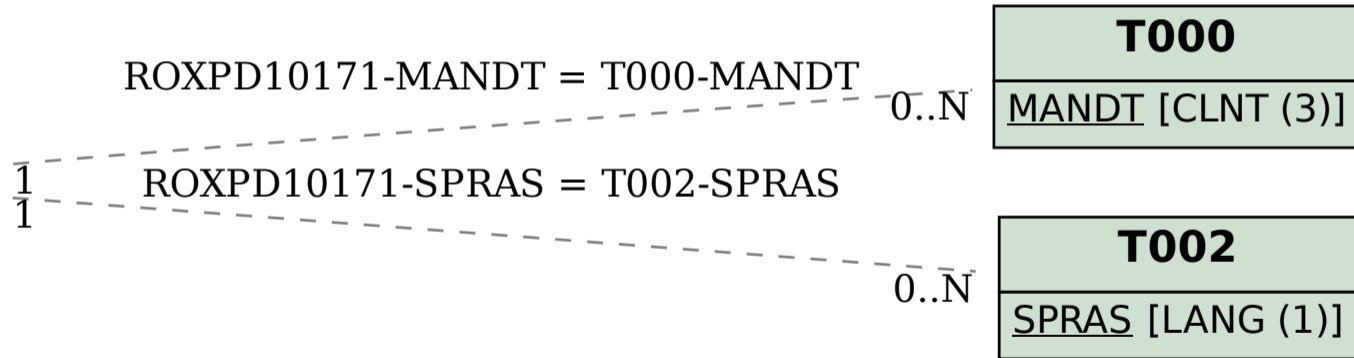 T000
ROXPD10171-MANDT = T000-MANDT
0..N
MANDT [CLNT (3)]
1
ROXPD10171-SPRAS = T002-SPRAS
1
T002
0..N
SPRAS [LANG (1)]